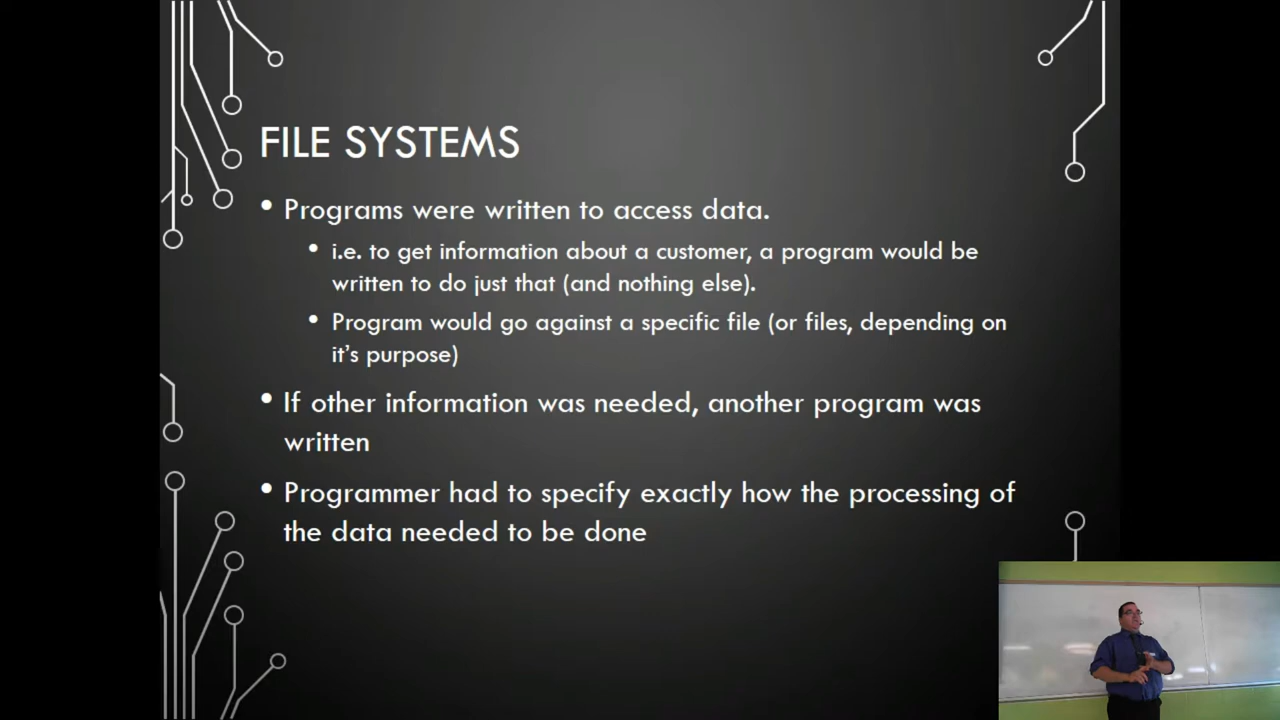 FILE SYSTEMS
• Programs were written to access data.
• i.e. to get information about a customer, a program would be
written to do just that (and nothing else).
• Program would go against a specific file (or files, depending on
it's purpose)
• If other information was needed, another program was
written
• Programmer had to specify exactly how the processing of
the data needed to be done